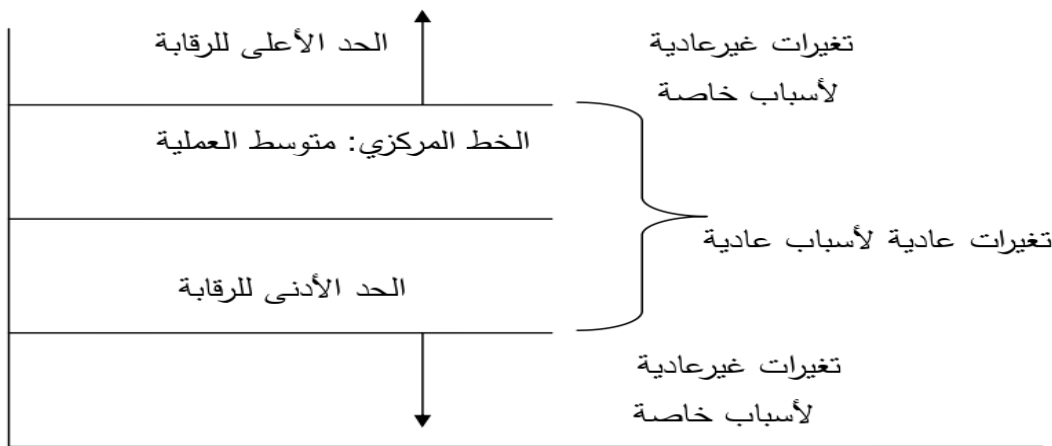 الحد الأعلى للرقابة
تغيرات غيرعادية
لأسباب خاصة
الخط المركزي: متوسط العملية
تغيرات عادية لأسباب عادية
الحد الأدنى للرقابة
تغيرات غيرعادية
لأسباب خاصة